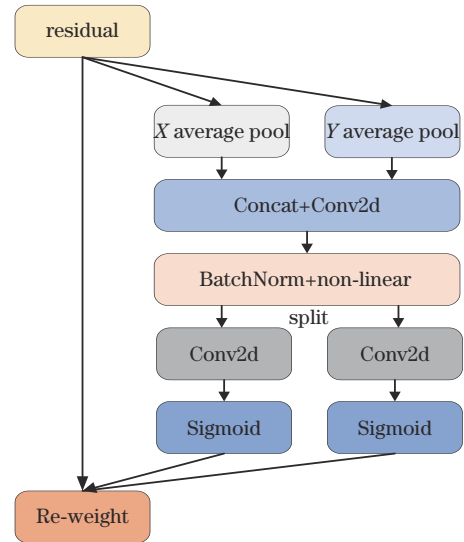 residual
X average pool
Y average pool
Concat+Conv2d
BatchNorm+non-linear
split
Conv2d
Conv2d
Sigmoid
Sigmoid
Re-weight